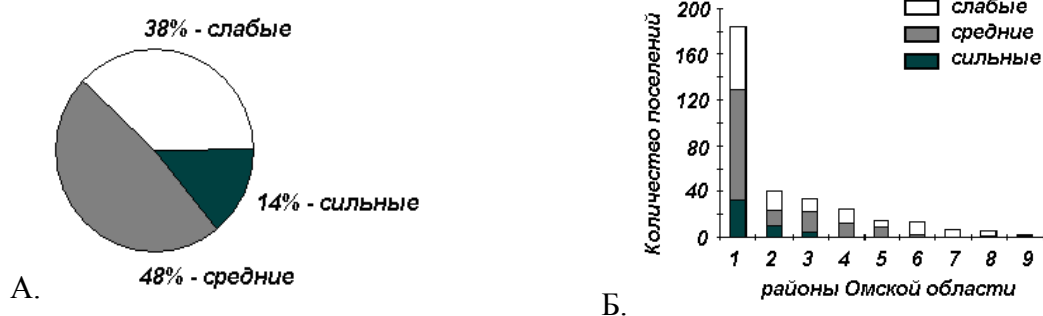 38% - слабые
14% - сильные
48% - средние
А.
Количество поселений
200
160
120
80
40
0
слабые
средние
сильные
1 2 3 4 5 6 7 8 9
районы Омской области
Б.